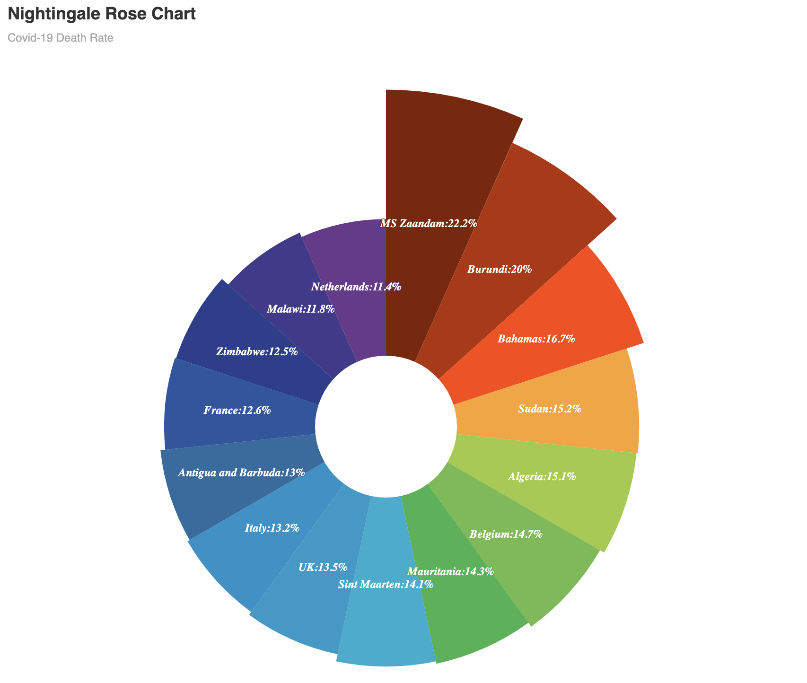 Nightingale Rose Chart
Covid-19 Death Rate
MS Zaandam:22.2%
Burundi:20%
Bahamas:16.7%
Sudan:15.2%
Algeria:15.1%
Belgium:14.7%
Mauritania:14.3%
Sint Maarten:14.1%
UK:13.5%
Italy:13.2%
Antigua and Barbuda:13%
France:12.6%
Zimbabwe:12.5%
Malawi:11.8%
Netherlands:11.4%